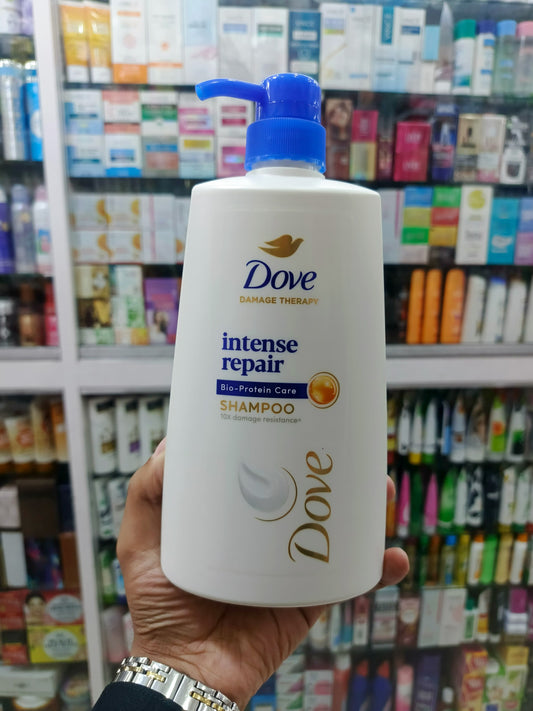 Dove
DAMAGE THERAPY
intense
repair
Bio-Protein Care
SHAMPOO
10X damage resistance*
Dove